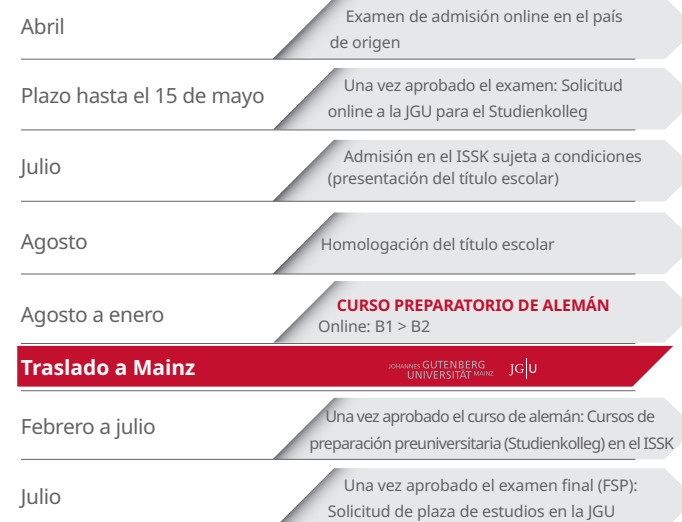 Abril
Examen de admisión online en el país
de origen
Plazo hasta el 15 de mayo
Una vez aprobado el examen: Solicitud
online a la JGU para el Studienkolleg
Julio
Admisión en el ISSK sujeta a condiciones
(presentación del título escolar)
Agosto
Homologación del título escolar
Agosto a enero
CURSO PREPARATORIO DE ALEMÁN
Online: B1 > B2
Traslado a Mainz
JOHANNES GUTENBERG
UNIVERSITÄT MAINZ
JG|U
Febrero a julio
Una vez aprobado el curso de alemán: Cursos de
preparación preuniversitaria (Studienkolleg) en el ISSK
Julio
Una vez aprobado el examen final (FSP):
Solicitud de plaza de estudios en la JGU